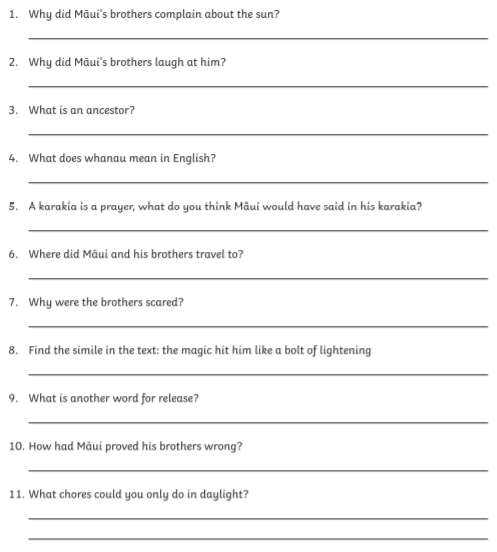 1. Why did Māui's brothers complain about the sun?
2. Why did Māui's brothers laugh at him?
3. What is an ancestor?
4. What does whanau mean in English?
5. A karakia is a prayer, what do you think Māui would have said in his karakia?
6. Where did Māui and his brothers travel to?
7. Why were the brothers scared?
8. Find the simile in the text: the magic hit him like a bolt of lightening
9. What is another word for release?
10. How had Māui proved his brothers wrong?
11. What chores could you only do in daylight?